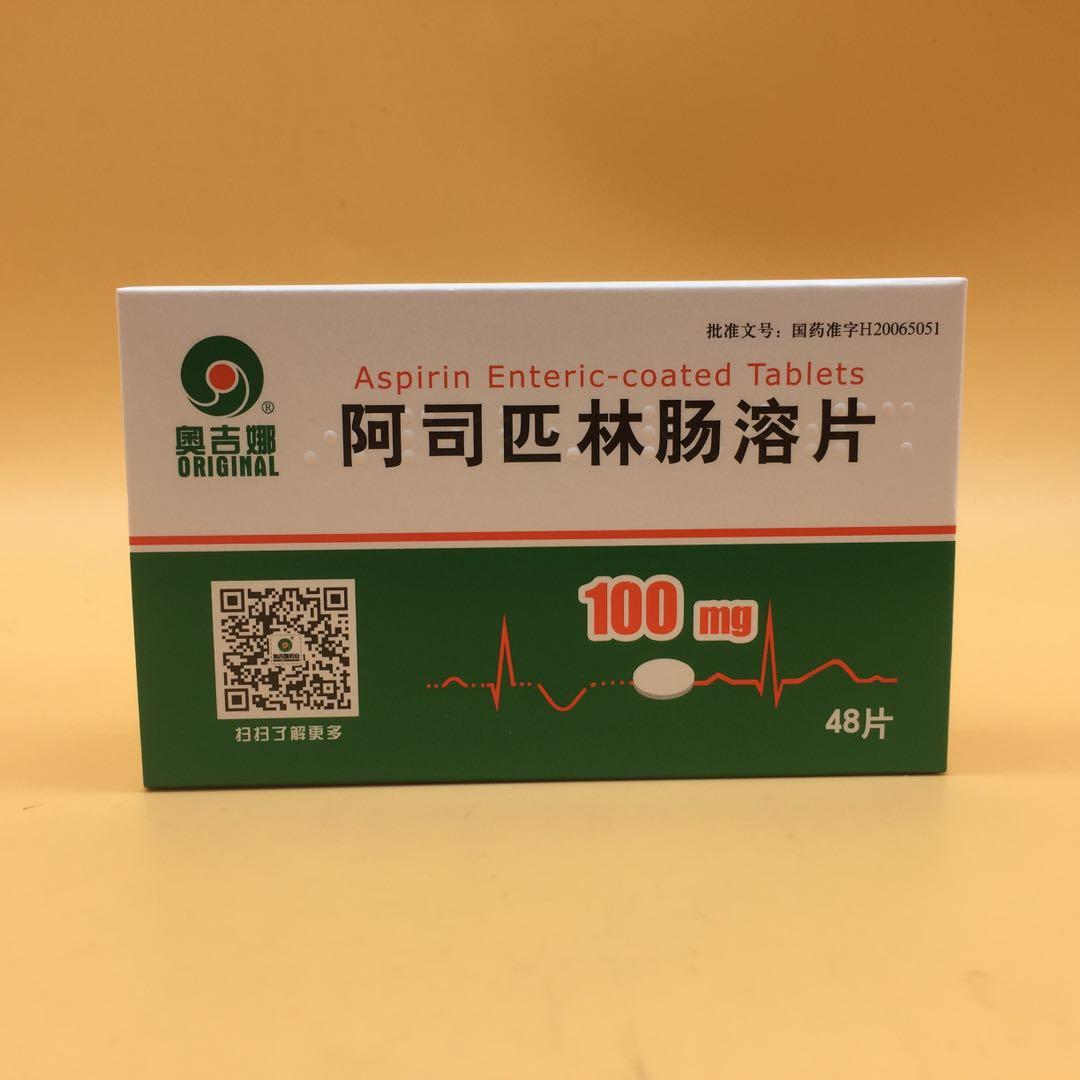 批准文号：国药准字H20065051
Aspirin Enteric-coated Tablets
阿司匹林肠溶片
®
奥吉娜
ORIGINAL
100 mg
扫扫了解更多
48片